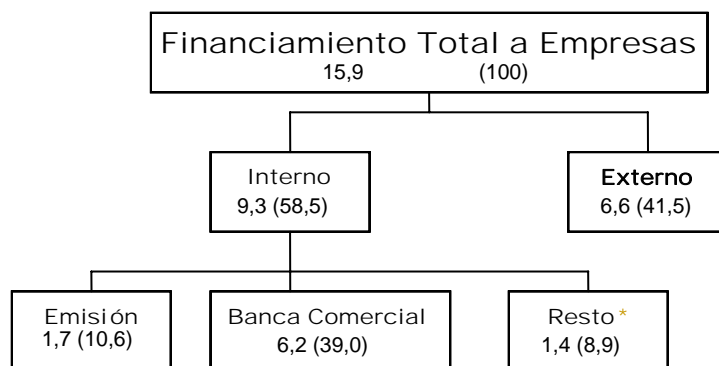 Financiamiento Total a Empresas
15,9 (100)
Interno
9,3 (58,5)
Externo
6,6 (41,5)
Emisión
1,7 (10,6)
Banca Comercial
6,2 (39,0)
Resto*
1,4 (8,9)